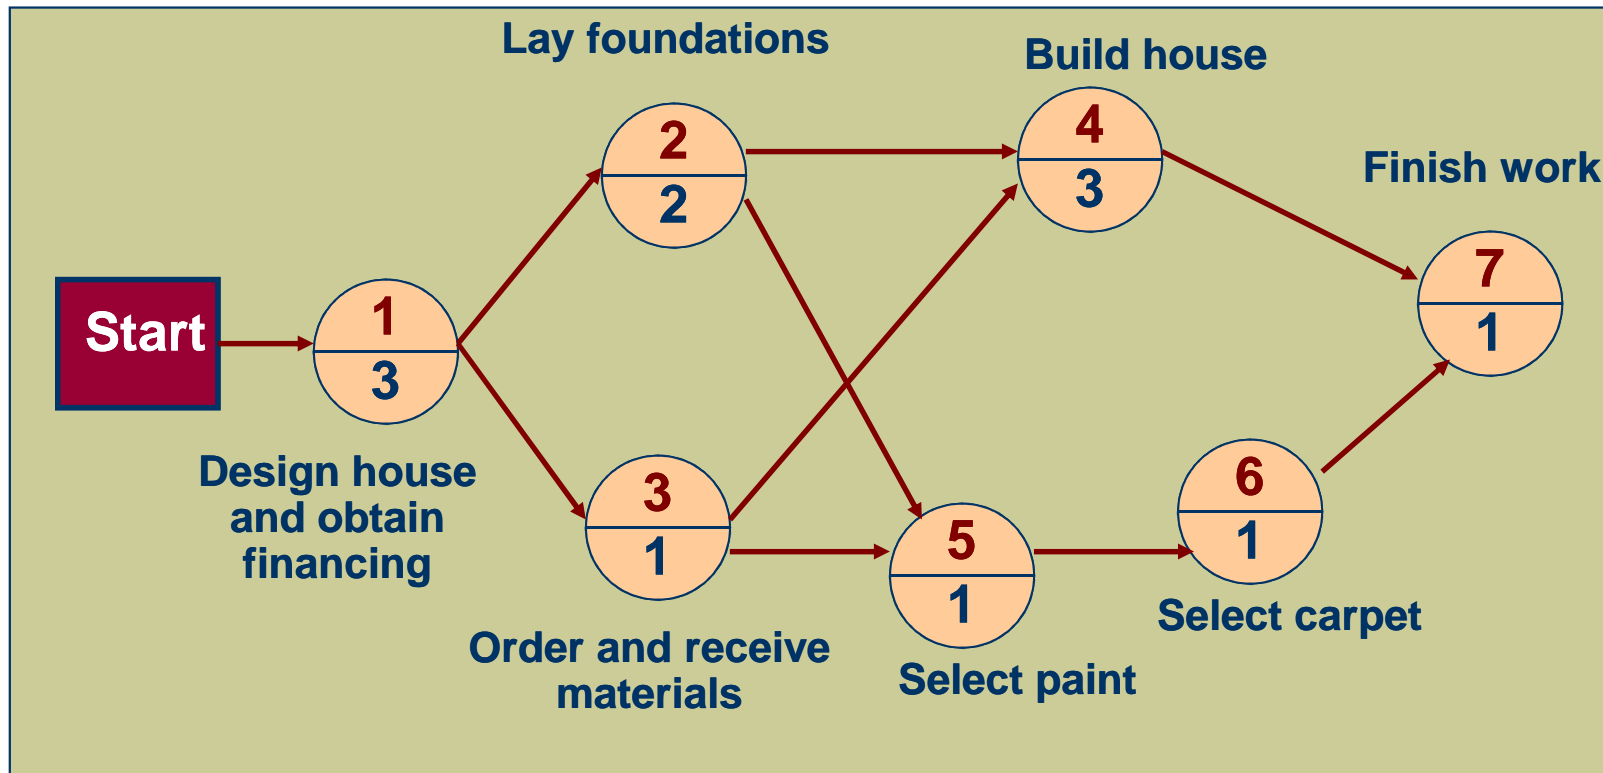 Lay foundations
Build house
2
2
4
3
Finish work
7
1
Start
1
3
Design house
and obtain
financing
3
1
Order and receive
materials
5
1
Select paint
6
1
Select carpet